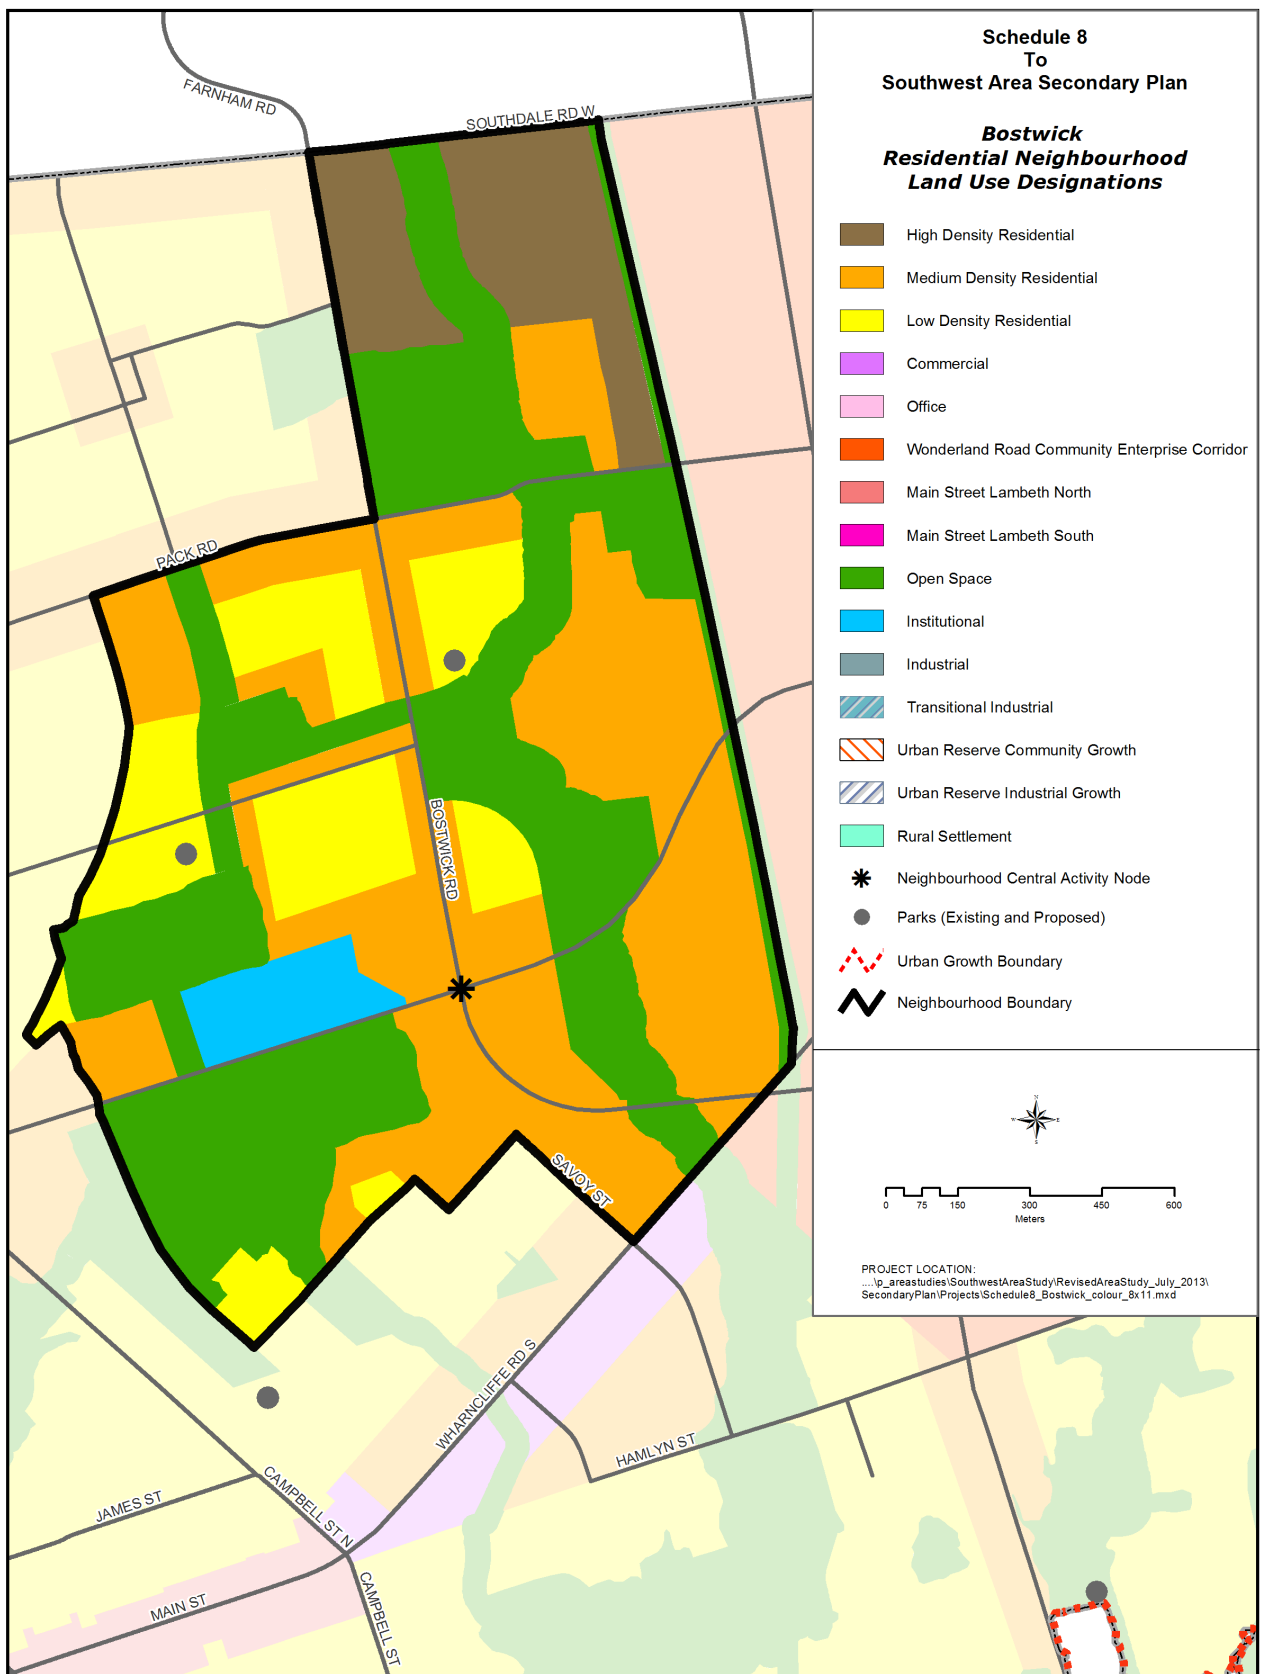 Schedule 8
To
Southwest Area Secondary Plan
Bostwick
Residential Neighbourhood
Land Use Designations
High Density Residential
Medium Density Residential
Low Density Residential
Commercial
Office
Wonderland Road Community Enterprise Corridor
Main Street Lambeth North
Main Street Lambeth South
Open Space
Institutional
Industrial
Transitional Industrial
Urban Reserve Community Growth
Urban Reserve Industrial Growth
Rural Settlement
Neighbourhood Central Activity Node
Parks (Existing and Proposed)
Urban Growth Boundary
Neighbourhood Boundary
N
W E
S
0 75 150 300 450 600
Meters
PROJECT LOCATION:
....\p_areastudies\SouthwestAreaStudy\RevisedAreaStudy_July_2013\
SecondaryPlan\Projects\Schedule8_Bostwick_colour_8x11.mxd
FARNHAM RD
SOUTHDALE RD W
PACK RD
BOSTWICK RD
SAVOY ST
WHARNCLIFFE RD S
HAMLYN ST
CAMPBELL ST N
JAMES ST
MAIN ST
CAMPBELL ST